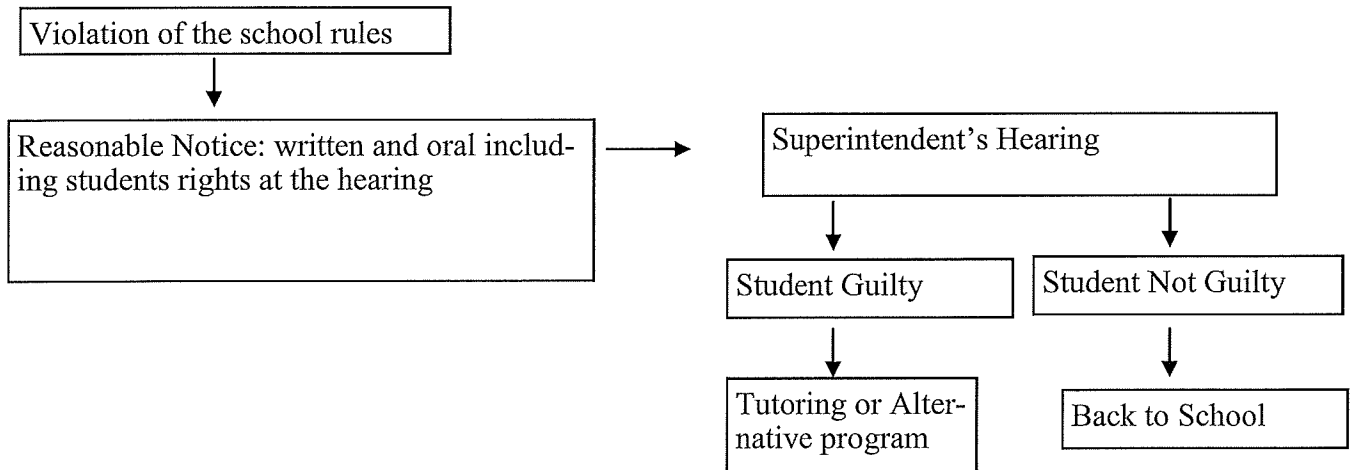 Violation of the school rules
Reasonable Notice: written and oral includ-
ing students rights at the hearing
Superintendent’s Hearing
Student Guilty
Student Not Guilty
Tutoring or Alter-
native program
Back to School